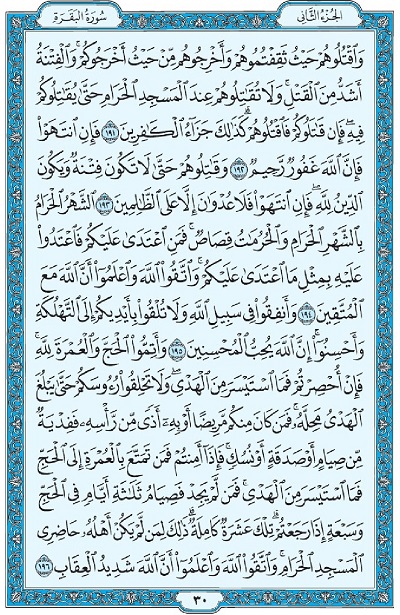 الجزء الثاني
سورة البقرة
وَاقْتُلُوهُمْ حَيْثُ ثَقِفْتُمُوهُمْ وَأَخْرِجُوهُم مِّنْ حَيْثُ أَخْرَجُوكُمْ ۚ وَالْفِتْنَةُ
أَشَدُّ مِنَ الْقَتْلِ ۚ وَلَا تُقَاتِلُوهُمْ عِندَ الْمَسْجِدِ الْحَرَامِ حَتَّىٰ يُقَاتِلُوكُمْ
فِيهِ ۖ فَإِن قَاتَلُوكُمْ فَاقْتُلُوهُمْ ۗ كَذَٰلِكَ جَزَاءُ الْكَافِرِينَ ١٩١ فَإِنِ انتَهَوْا
فَإِنَّ اللَّهَ غَفُورٌ رَّحِيمٌ ١٩٢ وَقَاتِلُوهُمْ حَتَّىٰ لَا تَكُونَ فِتْنَةٌ وَيَكُونَ
الدِّينُ لِلَّهِ ۖ فَإِنِ انتَهَوْا فَلَا عُدْوَانَ إِلَّا عَلَى الظَّالِمِينَ ١٩٣ الشَّهْرُ الْحَرَامُ
بِالشَّهْرِ الْحَرَامِ وَالْحُرُمَاتُ قِصَاصٌ ۚ فَمَنِ اعْتَدَىٰ عَلَيْكُمْ فَاعْتَدُوا
عَلَيْهِ بِمِثْلِ مَا اعْتَدَىٰ عَلَيْكُمْ ۚ وَاتَّقُوا اللَّهَ وَاعْلَمُوا أَنَّ اللَّهَ مَعَ
الْمُتَّقِينَ ١٩٤ وَأَنفِقُوا فِي سَبِيلِ اللَّهِ وَلَا تُلْقُوا بِأَيْدِيكُمْ إِلَى التَّهْلُكَةِ ۛ
وَأَحْسِنُوا ۛ إِنَّ اللَّهَ يُحِبُّ الْمُحْسِنِينَ ١٩٥ وَأَتِمُّوا الْحَجَّ وَالْعُمْرَةَ لِلَّهِ ۚ
فَإِنْ أُحْصِرْتُمْ فَمَا اسْتَيْسَرَ مِنَ الْهَدْيِ ۖ وَلَا تَحْلِقُوا رُءُوسَكُمْ حَتَّىٰ يَبْلُغَ
الْهَدْيُ مَحِلَّهُ ۚ فَمَن كَانَ مِنكُم مَّرِيضًا أَوْ بِهِ أَذًى مِّن رَّأْسِهِ فَفِدْيَةٌ
مِّن صِيَامٍ أَوْ صَدَقَةٍ أَوْ نُسُكٍ ۚ فَإِذَا أَمِنتُمْ فَمَن تَمَتَّعَ بِالْعُمْرَةِ إِلَى الْحَجِّ
فَمَا اسْتَيْسَرَ مِنَ الْهَدْيِ ۚ فَمَن لَّمْ يَجِدْ فَصِيَامُ ثَلَاثَةِ أَيَّامٍ فِي الْحَجِّ
وَسَبْعَةٍ إِذَا رَجَعْتُمْ ۗ تِلْكَ عَشَرَةٌ كَامِلَةٌ ۗ ذَٰلِكَ لِمَن لَّمْ يَكُنْ أَهْلُهُ حَاضِرِي
الْمَسْجِدِ الْحَرَامِ ۚ وَاتَّقُوا اللَّهَ وَاعْلَمُوا أَنَّ اللَّهَ شَدِيدُ الْعِقَابِ ١٩٦
٣٠